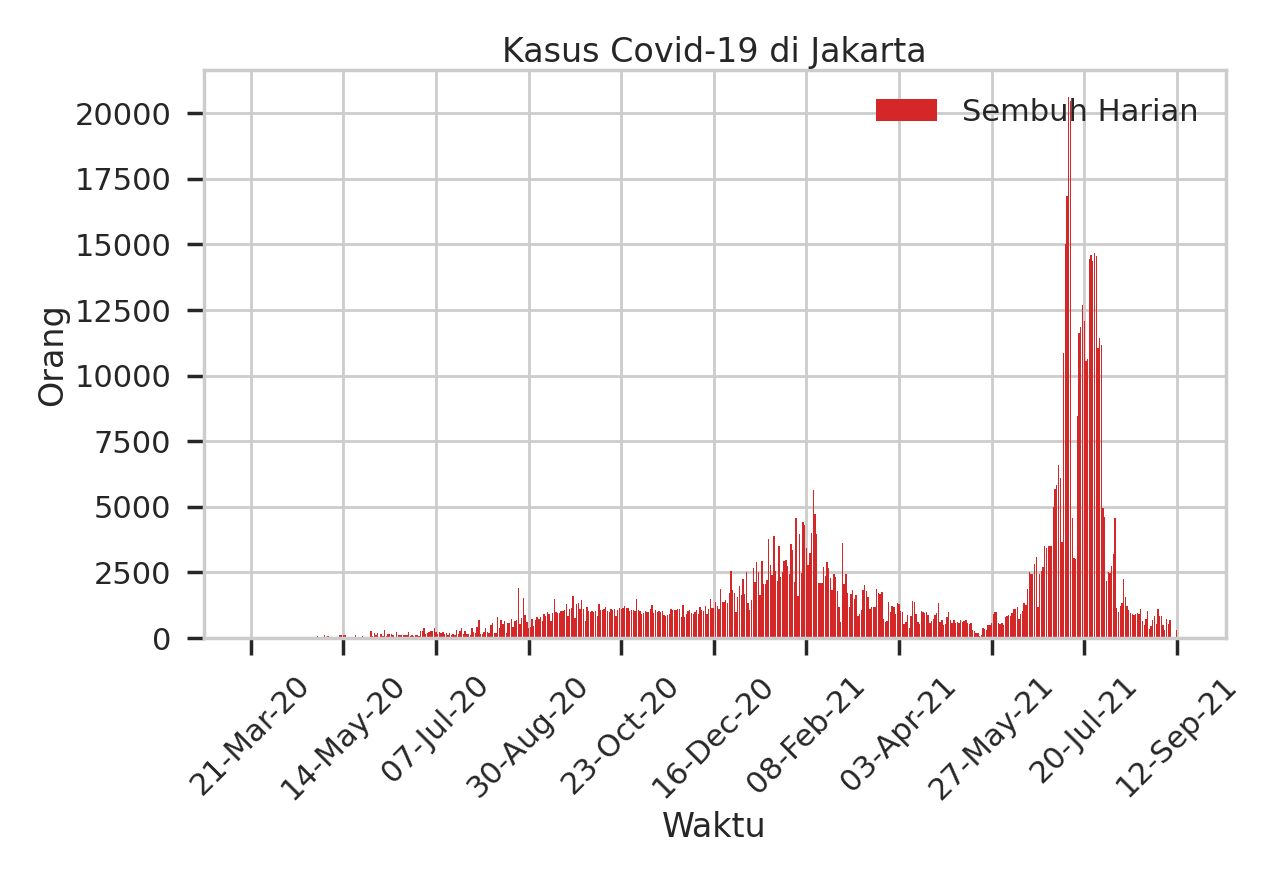 Kasus Covid-19 di Jakarta
Sembuh Harian
20000
17500
15000
12500
10000
7500
5000
2500
0
Orang
21-Mar-20
14-May-20
07-Jul-20
30-Aug-20
23-Oct-20
16-Dec-20
08-Feb-21
03-Apr-21
27-May-21
20-Jul-21
12-Sep-21
Waktu